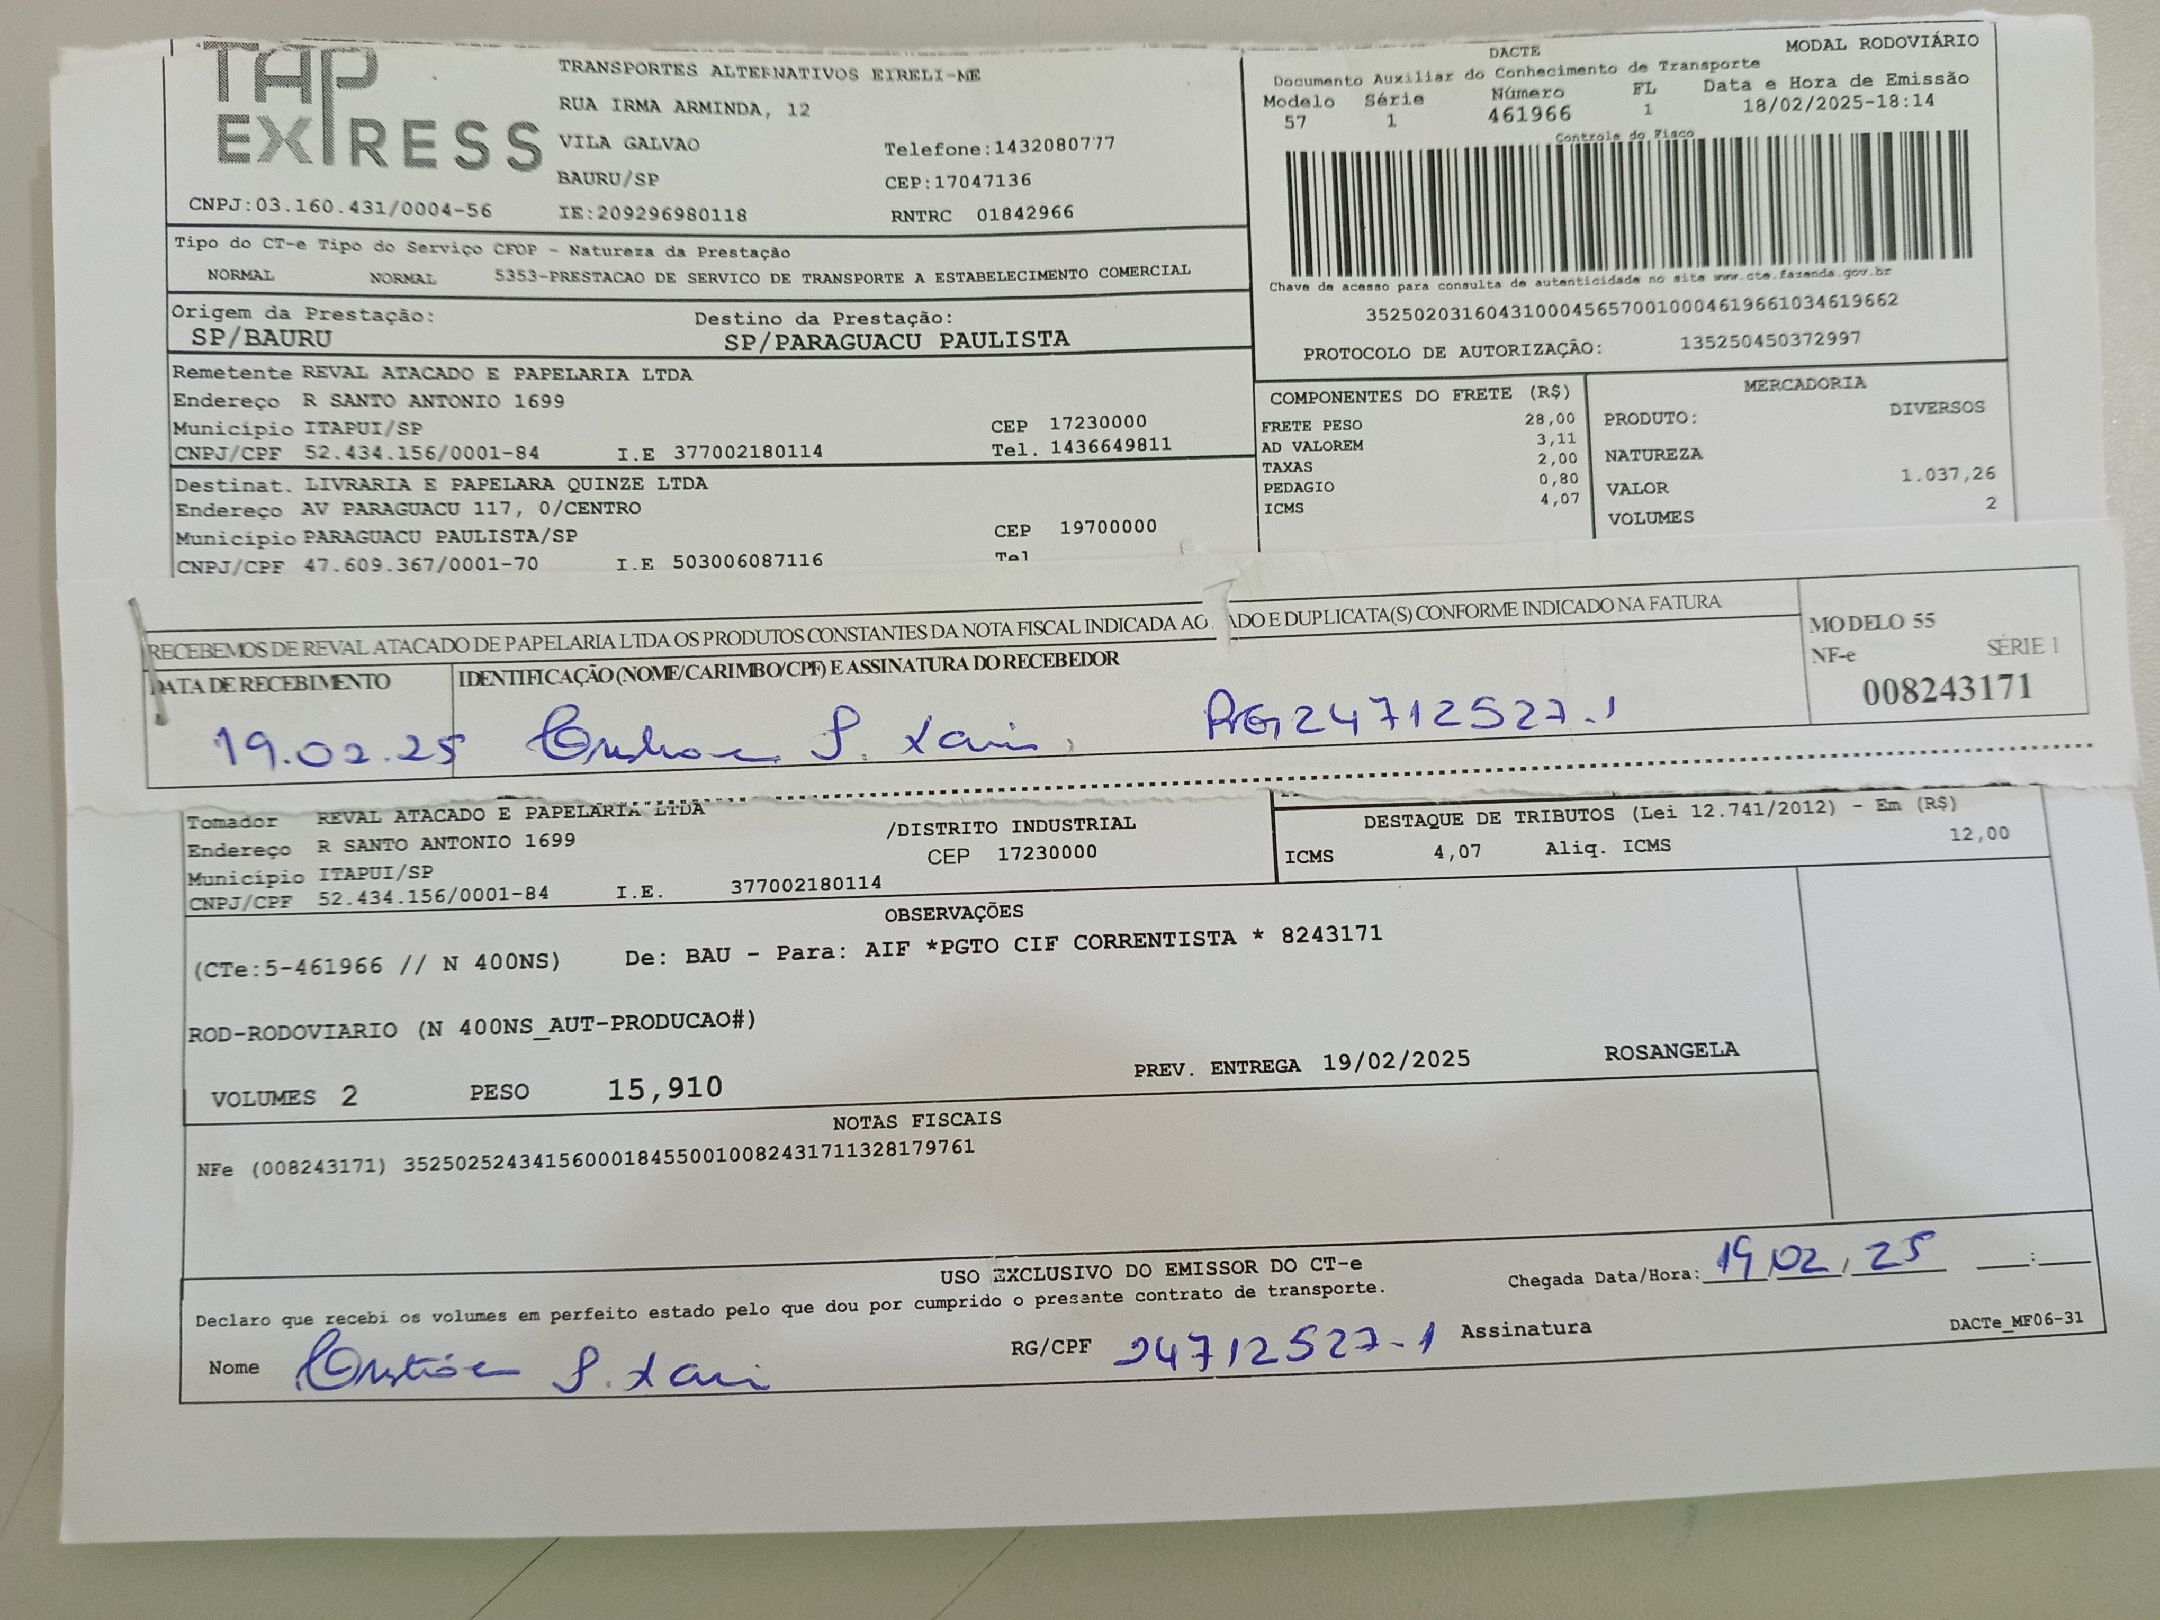 TAP EXPRESS
TRANSPORTES ALTERNATIVOS EIRELI-ME
RUA IRMA ARMINDA, 12
VILA GALVAO Telefone:1432080777
BAURU/SP CEP:17047136
CNPJ:03.160.431/0004-56 IE:209296980118 RNTRC 01842966
DACTE MODAL RODOVIÁRIO
Documento Auxiliar do Conhecimento de Transporte
Modelo Série Número FL Data e Hora de Emissão
57 1 461966 1 18/02/2025-18:14
Controle do Fisco
Chave de acesso para consulta de autenticidade no site www.cte.fazenda.gov.br
35250203160431000456570010004619661034619662
PROTOCOLO DE AUTORIZAÇÃO: 135250450372997
Tipo do CT-e Tipo do Serviço CFOP - Natureza da Prestação
NORMAL NORMAL 5353-PRESTACAO DE SERVICO DE TRANSPORTE A ESTABELECIMENTO COMERCIAL
Origem da Prestação: Destino da Prestação:
SP/BAURU SP/PARAGUACU PAULISTA
Remetente REVAL ATACADO E PAPELARIA LTDA
Endereço R SANTO ANTONIO 1699
Município ITAPUI/SP CEP 17230000
CNPJ/CPF 52.434.156/0001-84 I.E 377002180114 Tel. 1436649811
Destinat. LIVRARIA E PAPELARA QUINZE LTDA
Endereço AV PARAGUACU 117, 0/CENTRO
Município PARAGUACU PAULISTA/SP CEP 19700000
CNPJ/CPF 47.609.367/0001-70 I.E 503006087116 Tel
COMPONENTES DO FRETE (R$)
FRETE PESO 28,00
AD VALOREM 3,11
TAXAS 2,00
PEDAGIO 0,80
ICMS 4,07
MERCADORIA
PRODUTO: DIVERSOS
NATUREZA
VALOR 1.037,26
VOLUMES 2
RECEBEMOS DE REVAL ATACADO DE PAPELARIA LTDA OS PRODUTOS CONSTANTES DA NOTA FISCAL INDICADA AO ADO E DUPLICATA(S) CONFORME INDICADO NA FATURA
DATA DE RECEBIMENTO IDENTIFICAÇÃO (NOME/CARIMBO/CPF) E ASSINATURA DO RECEBEDOR
19.02.25 RG 24712527-1
MODELO 55
NF-e SÉRIE 1
008243171
Tomador REVAL ATACADO E PAPELARIA LTDA
Endereço R SANTO ANTONIO 1699 /DISTRITO INDUSTRIAL
Município ITAPUI/SP CEP 17230000
CNPJ/CPF 52.434.156/0001-84 I.E. 377002180114
DESTAQUE DE TRIBUTOS (Lei 12.741/2012) - Em (R$)
ICMS 4,07 Aliq. ICMS 12,00
OBSERVAÇÕES
(CTe:5-461966 // N 400NS) De: BAU - Para: AIF *PGTO CIF CORRENTISTA * 8243171
ROD-RODOVIARIO (N 400NS_AUT-PRODUCAO#)
VOLUMES 2 PESO 15,910 PREV. ENTREGA 19/02/2025 ROSANGELA
NOTAS FISCAIS
NFe (008243171) 35250252434156000184550010082431711328179761
USO EXCLUSIVO DO EMISSOR DO CT-e
Declaro que recebi os volumes em perfeito estado pelo que dou por cumprido o presante contrato de transporte.
Chegada Data/Hora: 19,02,25 :
Nome RG/CPF 24712527-1 Assinatura
DACTe_MF06-31